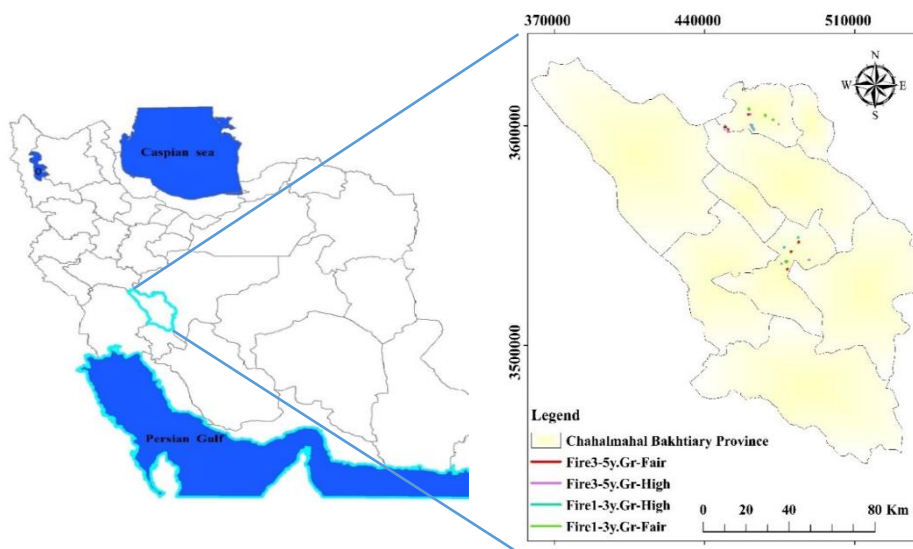 Caspian sea
Persian Gulf
370000 440000 510000
3600000
3500000
N
W E
S
Legend
Chahalmahal Bakhtiary Province
Fire3-5y.Gr-Fair
Fire3-5y.Gr-High
Fire1-3y.Gr-High
Fire1-3y.Gr-Fair
0 10 20 40 60 80 Km